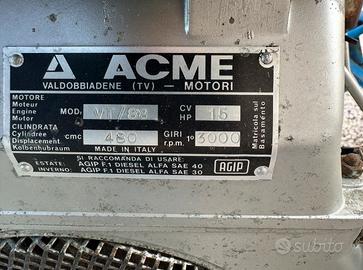 ACME
VALDOBBIADENE (TV) — MOTORI
MOTORE
Moteur
Engine
Motor
MOD. VT/88
CV
HP
15
CILINDRATA
Cylindree
Displacement
Kolbenhubraum
cmc 480
GIRI
r.p.m.
1° 3000
MADE IN ITALY
Matricola sul
Basamento
SI RACCOMANDA DI USARE:
ESTATE: AGIP F.1 DIESEL ALFA SAE 40
INVERNO: AGIP F.1 DIESEL ALFA SAE 30
AGIP
subito